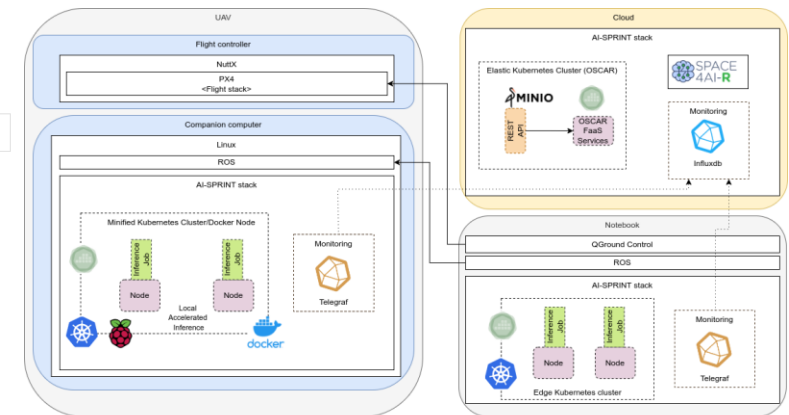 UAV
Flight controller
NuttX
PX4
<Flight stack>
Companion computer
Linux
ROS
AI-SPRINT stack
Minified Kubernetes Cluster/Docker Node
Inference
Job
Node
Inference
Job
Node
Local
Accelerated
Inference
docker
Monitoring
Telegraf
Cloud
AI-SPRINT stack
Elastic Kubernetes Cluster (OSCAR)
MINIO
REST
API
OSCAR
FaaS
Services
SPACE
4AI-R
Monitoring
Influxdb
Notebook
QGround Control
ROS
AI-SPRINT stack
Inference
Job
Node
Inference
Job
Node
Edge Kubernetes cluster
Monitoring
Telegraf